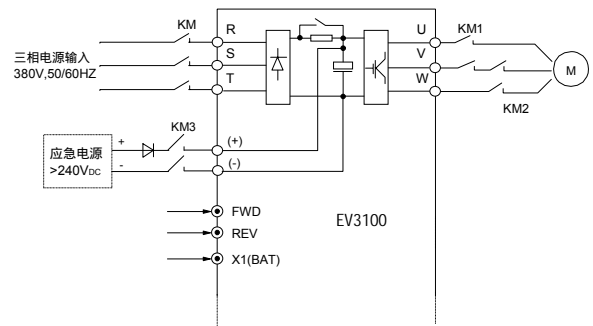 KM
R
U
KM1
三相电源输入
380V,50/60HZ
S
V
T
W
M
KM2
应急电源
>240VDC
+
-
KM3
(+)
(-)
FWD
REV
X1(BAT)
EV3100